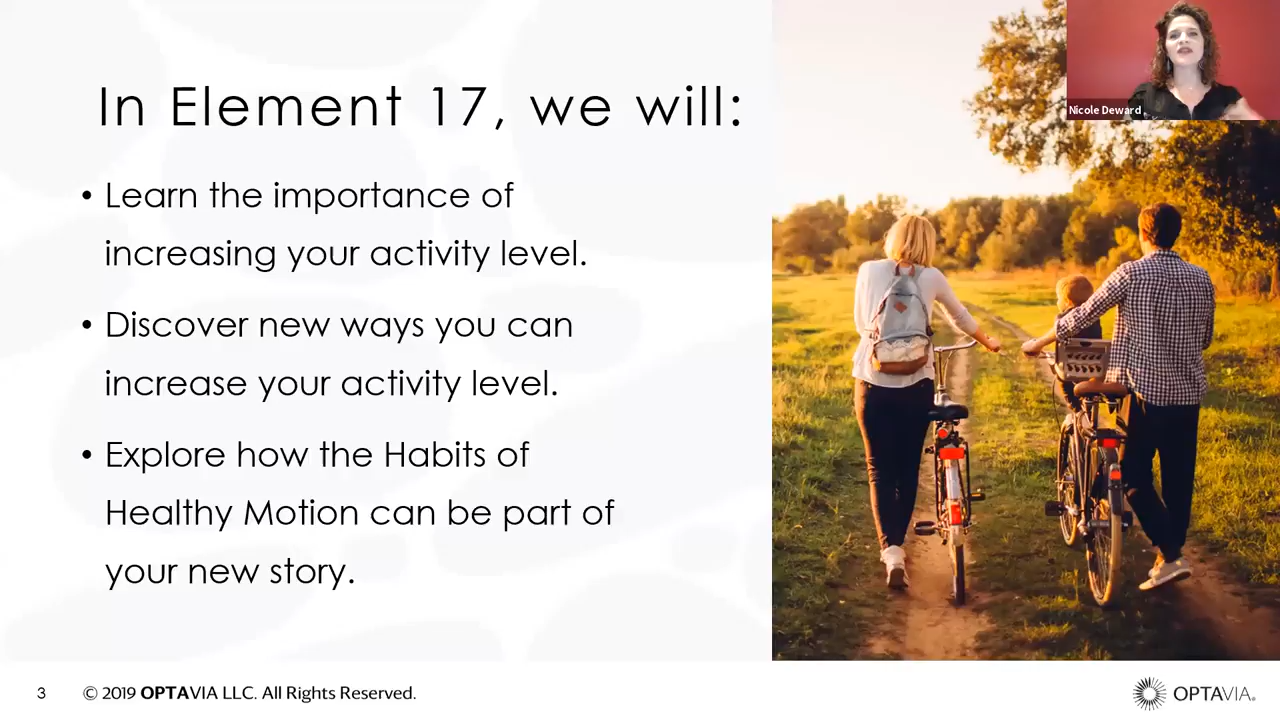 In Element 17, we will:
• Learn the importance of
increasing your activity level.
• Discover new ways you can
increase your activity level.
• Explore how the Habits of
Healthy Motion can be part of
your new story.
Nicole Deward
3 © 2019 OPTAVIA LLC. All Rights Reserved.
OPTAVIA®